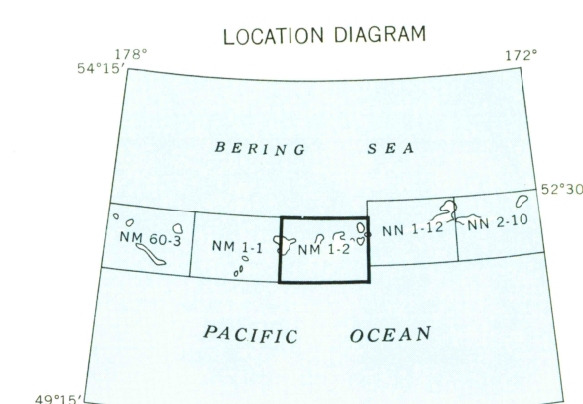 LOCATION DIAGRAM
178°
172°
54°15′
BERING SEA
52°30
NM 60-3
NM 1-1
NM 1-2
NN 1-12
NN 2-10
PACIFIC OCEAN
49°15′